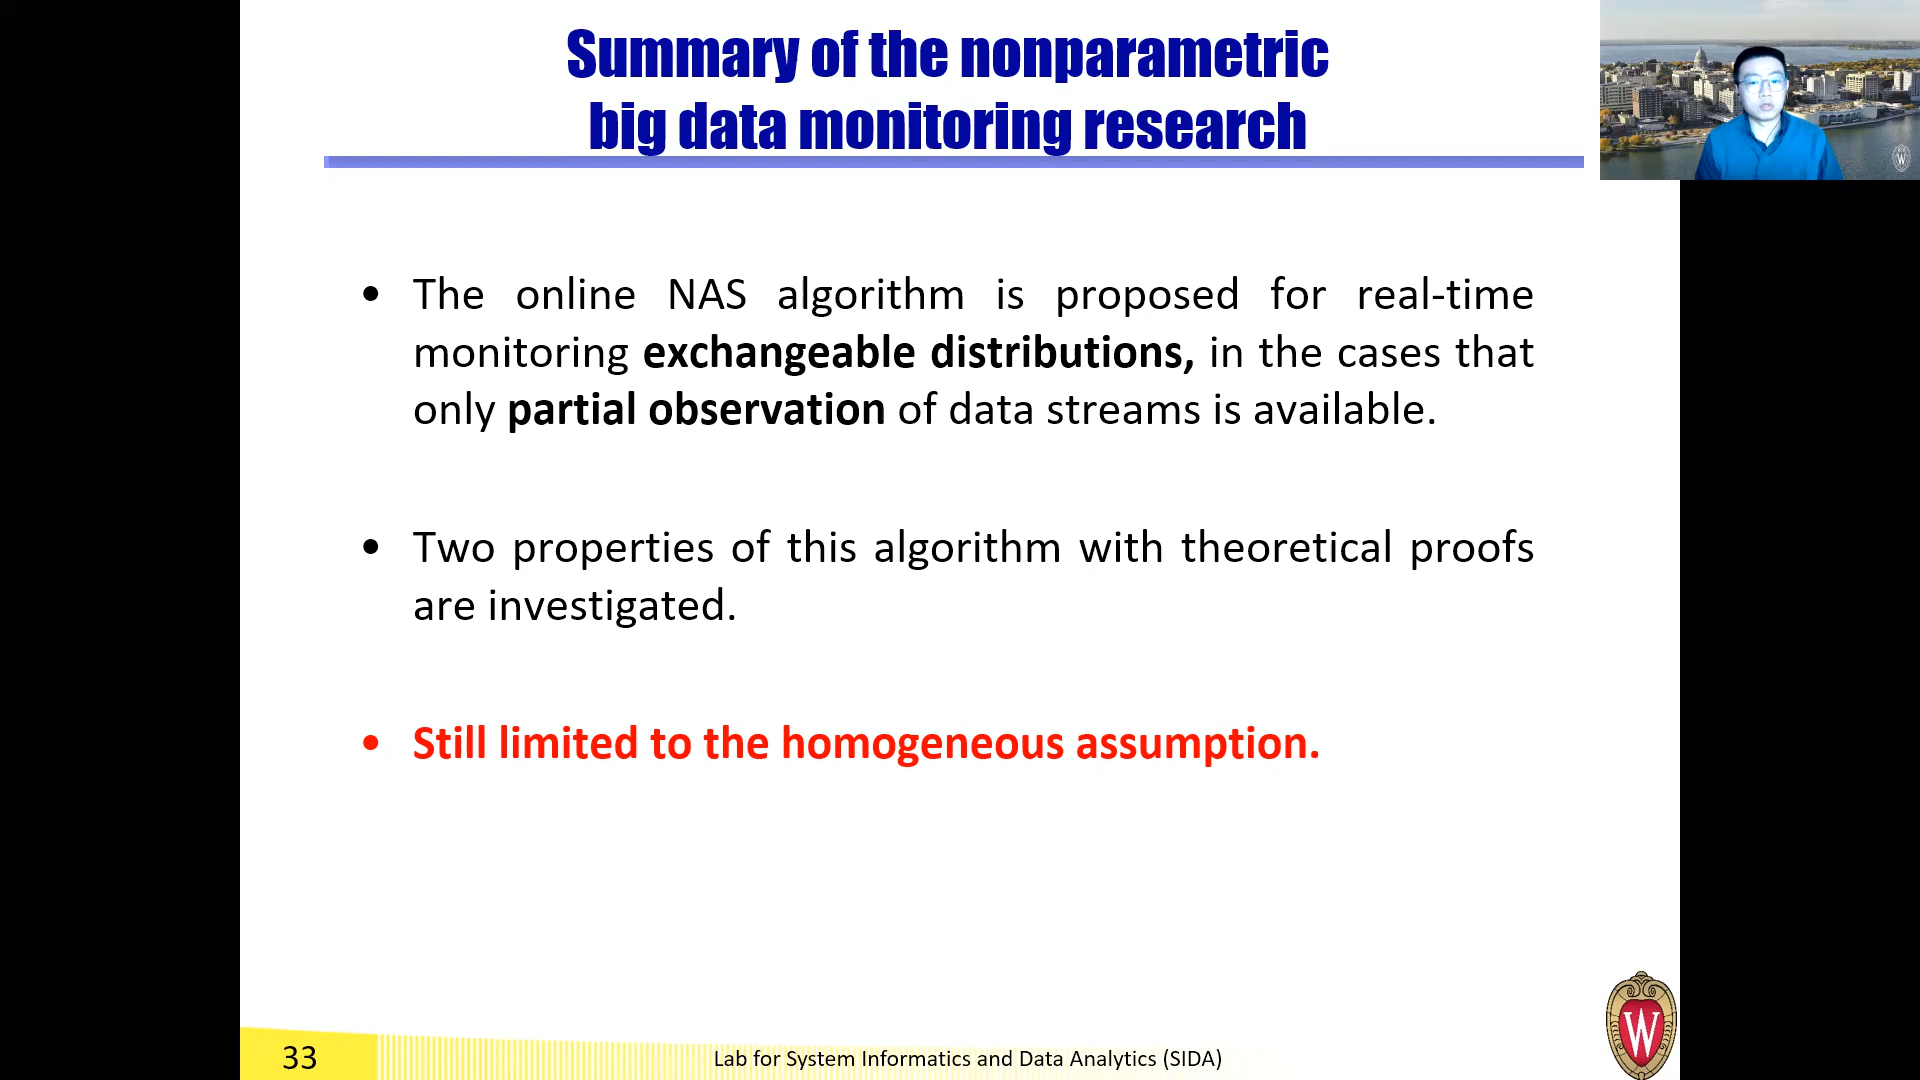 Summary of the nonparametric
big data monitoring research
• The online NAS algorithm is proposed for real-time
monitoring exchangeable distributions, in the cases that
only partial observation of data streams is available.
• Two properties of this algorithm with theoretical proofs
are investigated.
• Still limited to the homogeneous assumption.
33
Lab for System Informatics and Data Analytics (SIDA)
W
W